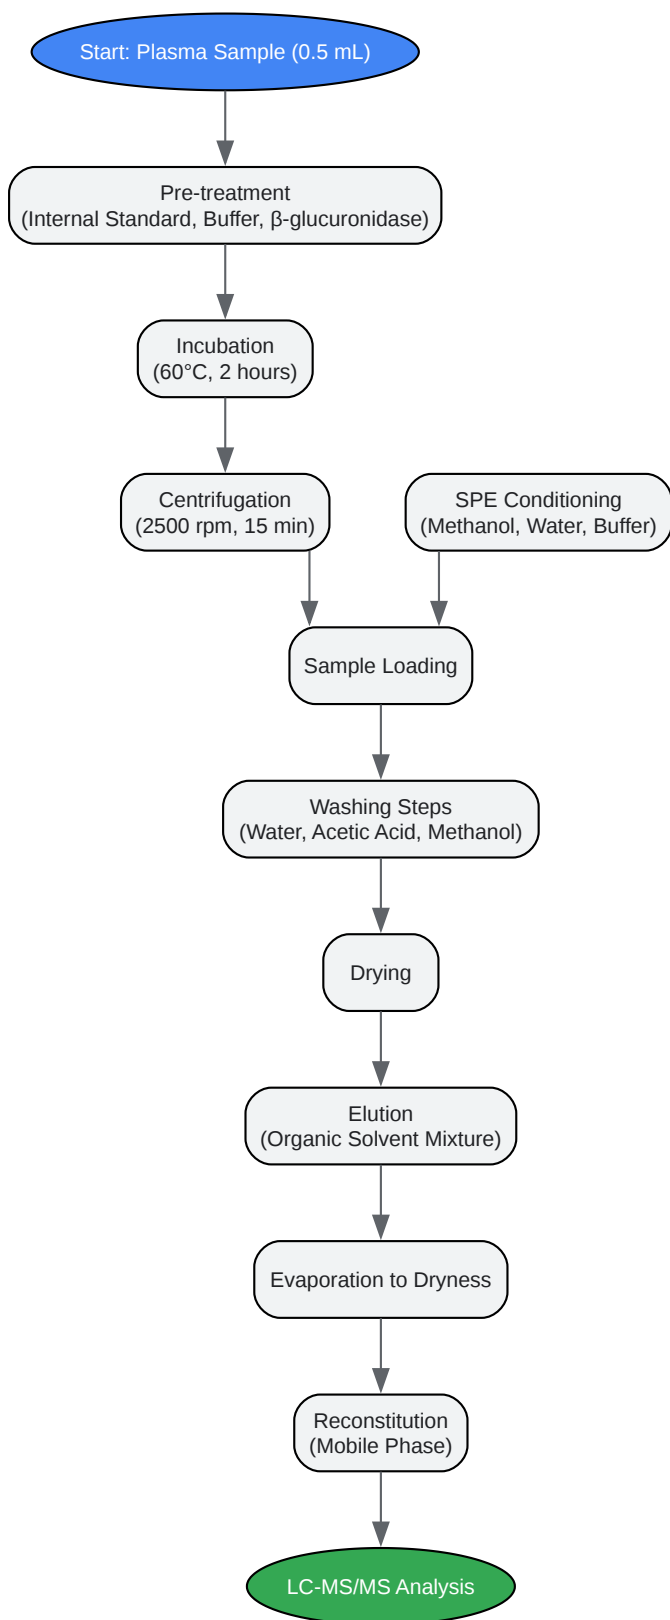 Start: Plasma Sample (0.5 mL)
Pre-treatment
(Internal Standard, Buffer, β-glucuronidase)
Incubation
(60°C, 2 hours)
Centrifugation
(2500 rpm, 15 min)
SPE Conditioning
(Methanol, Water, Buffer)
Sample Loading
Washing Steps
(Water, Acetic Acid, Methanol)
Drying
Elution
(Organic Solvent Mixture)
Evaporation to Dryness
Reconstitution
(Mobile Phase)
LC-MS/MS Analysis